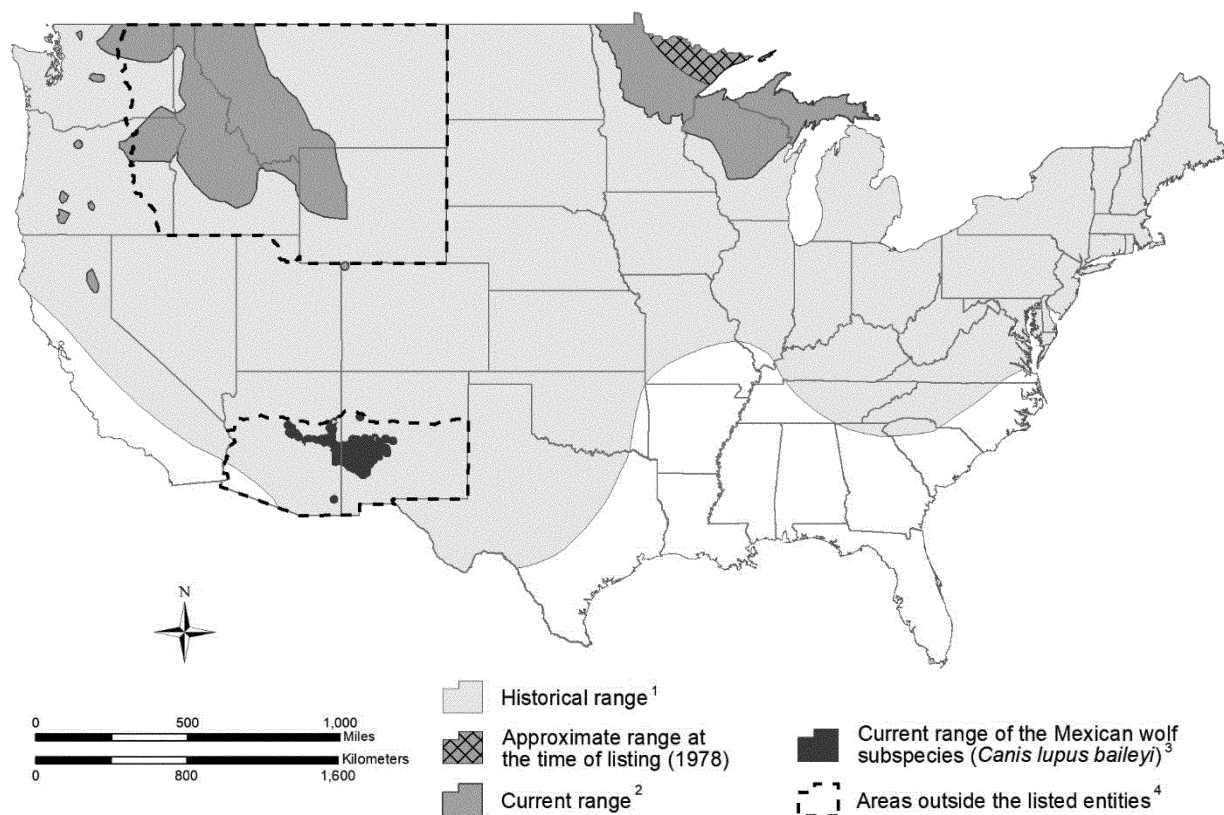 N
0 500 1,000
Miles
Kilometers
0 800 1,600
Historical range 1
Approximate range at
the time of listing (1978)
Current range 2
Current range of the Mexican wolf
subspecies (Canis lupus baileyi) 3
Areas outside the listed entities 4